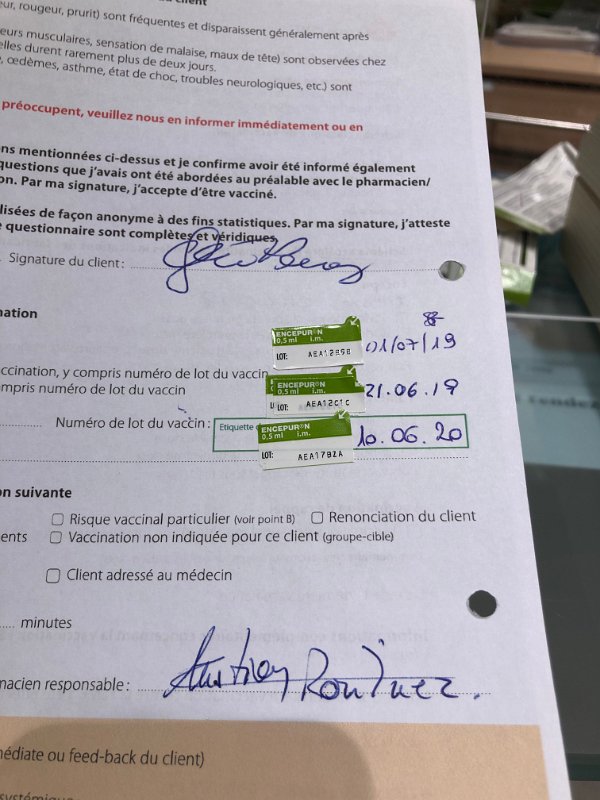 client
eur, rougeur, prurit) sont fréquentes et disparaissent généralement après
eurs musculaires, sensation de malaise, maux de tête) sont observées chez
elles durent rarement plus de deux jours.
, œdèmes, asthme, état de choc, troubles neurologiques, etc.) sont
préoccupent, veuillez nous en informer immédiatement ou en
ns mentionnées ci-dessus et je confirme avoir été informé également
questions que j'avais ont été abordées au préalable avec le pharmacien/
on. Par ma signature, j'accepte d'être vacciné.
lisées de façon anonyme à des fins statistiques. Par ma signature, j'atteste
e questionnaire sont complètes et véridiques
Signature du client :
nation
ENCEPUR® N
0,5 ml i.m.
LOT:
01/07/19
ccination, y compris numéro de lot du vaccin
ompris numéro de lot du vaccin
ENCEPUR® N
0,5 ml i.m.
LOT: AEA12C1C
21.06.19
Numéro de lot du vaccin :
Etiquette
ENCEPUR® N
0,5 ml i.m.
LOT: AEA17B2A
10.06.20
on suivante
Risque vaccinal particulier (voir point B) Renonciation du client
ents Vaccination non indiquée pour ce client (groupe-cible)
Client adressé au médecin
minutes
macien responsable :
médiate ou feed-back du client)
systémique